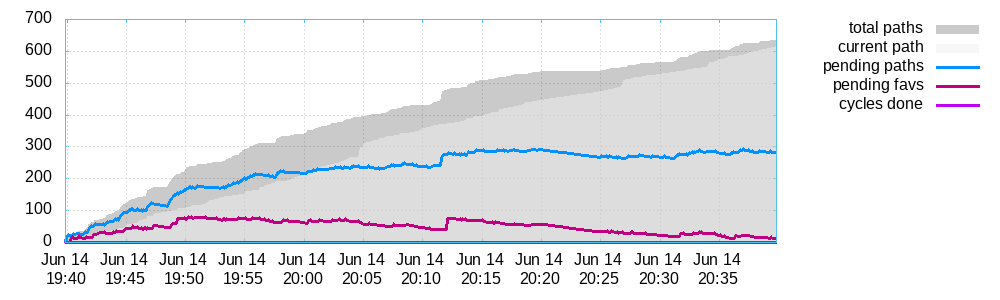 700
600
500
400
300
200
100
0
Jun 14 Jun 14 Jun 14 Jun 14 Jun 14 Jun 14 Jun 14 Jun 14 Jun 14 Jun 14 Jun 14 Jun 14
19:40 19:45 19:50 19:55 20:00 20:05 20:10 20:15 20:20 20:25 20:30 20:35
total paths
current path
pending paths
pending favs
cycles done